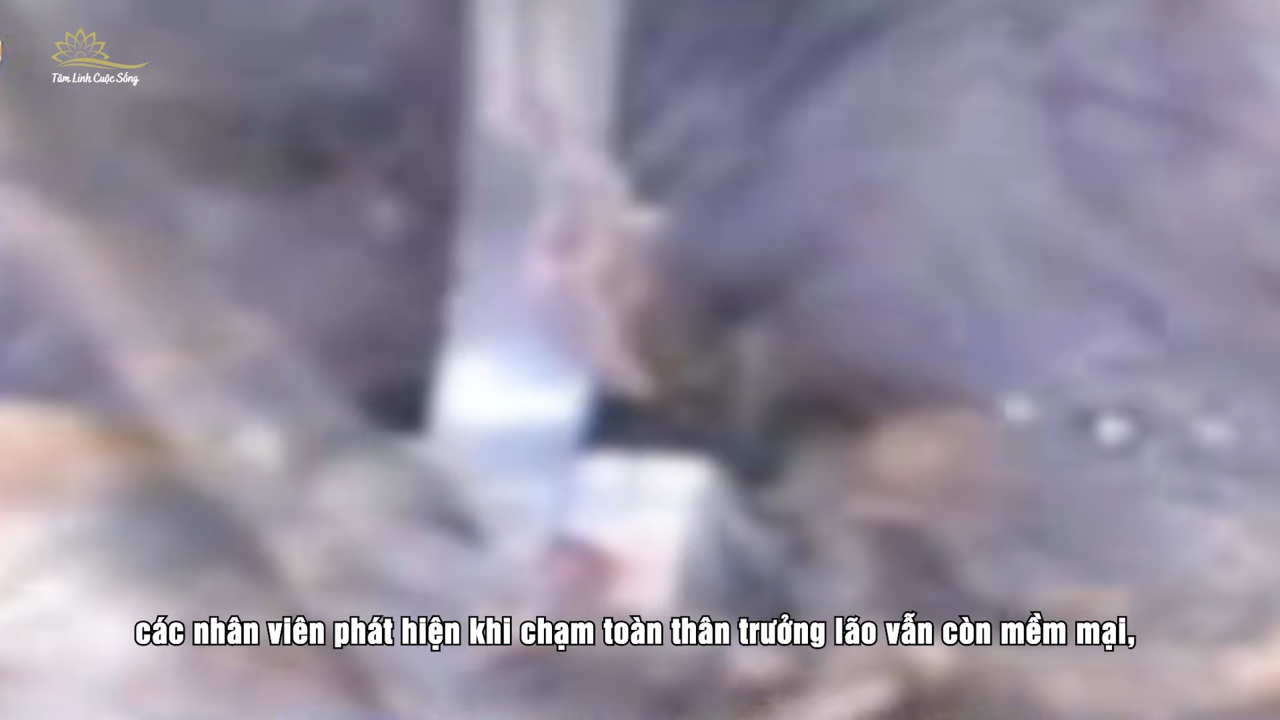 Tâm Linh Cuộc Sống
các nhân viên phát hiện khi chạm toàn thân trưởng lão vẫn còn mềm mại,